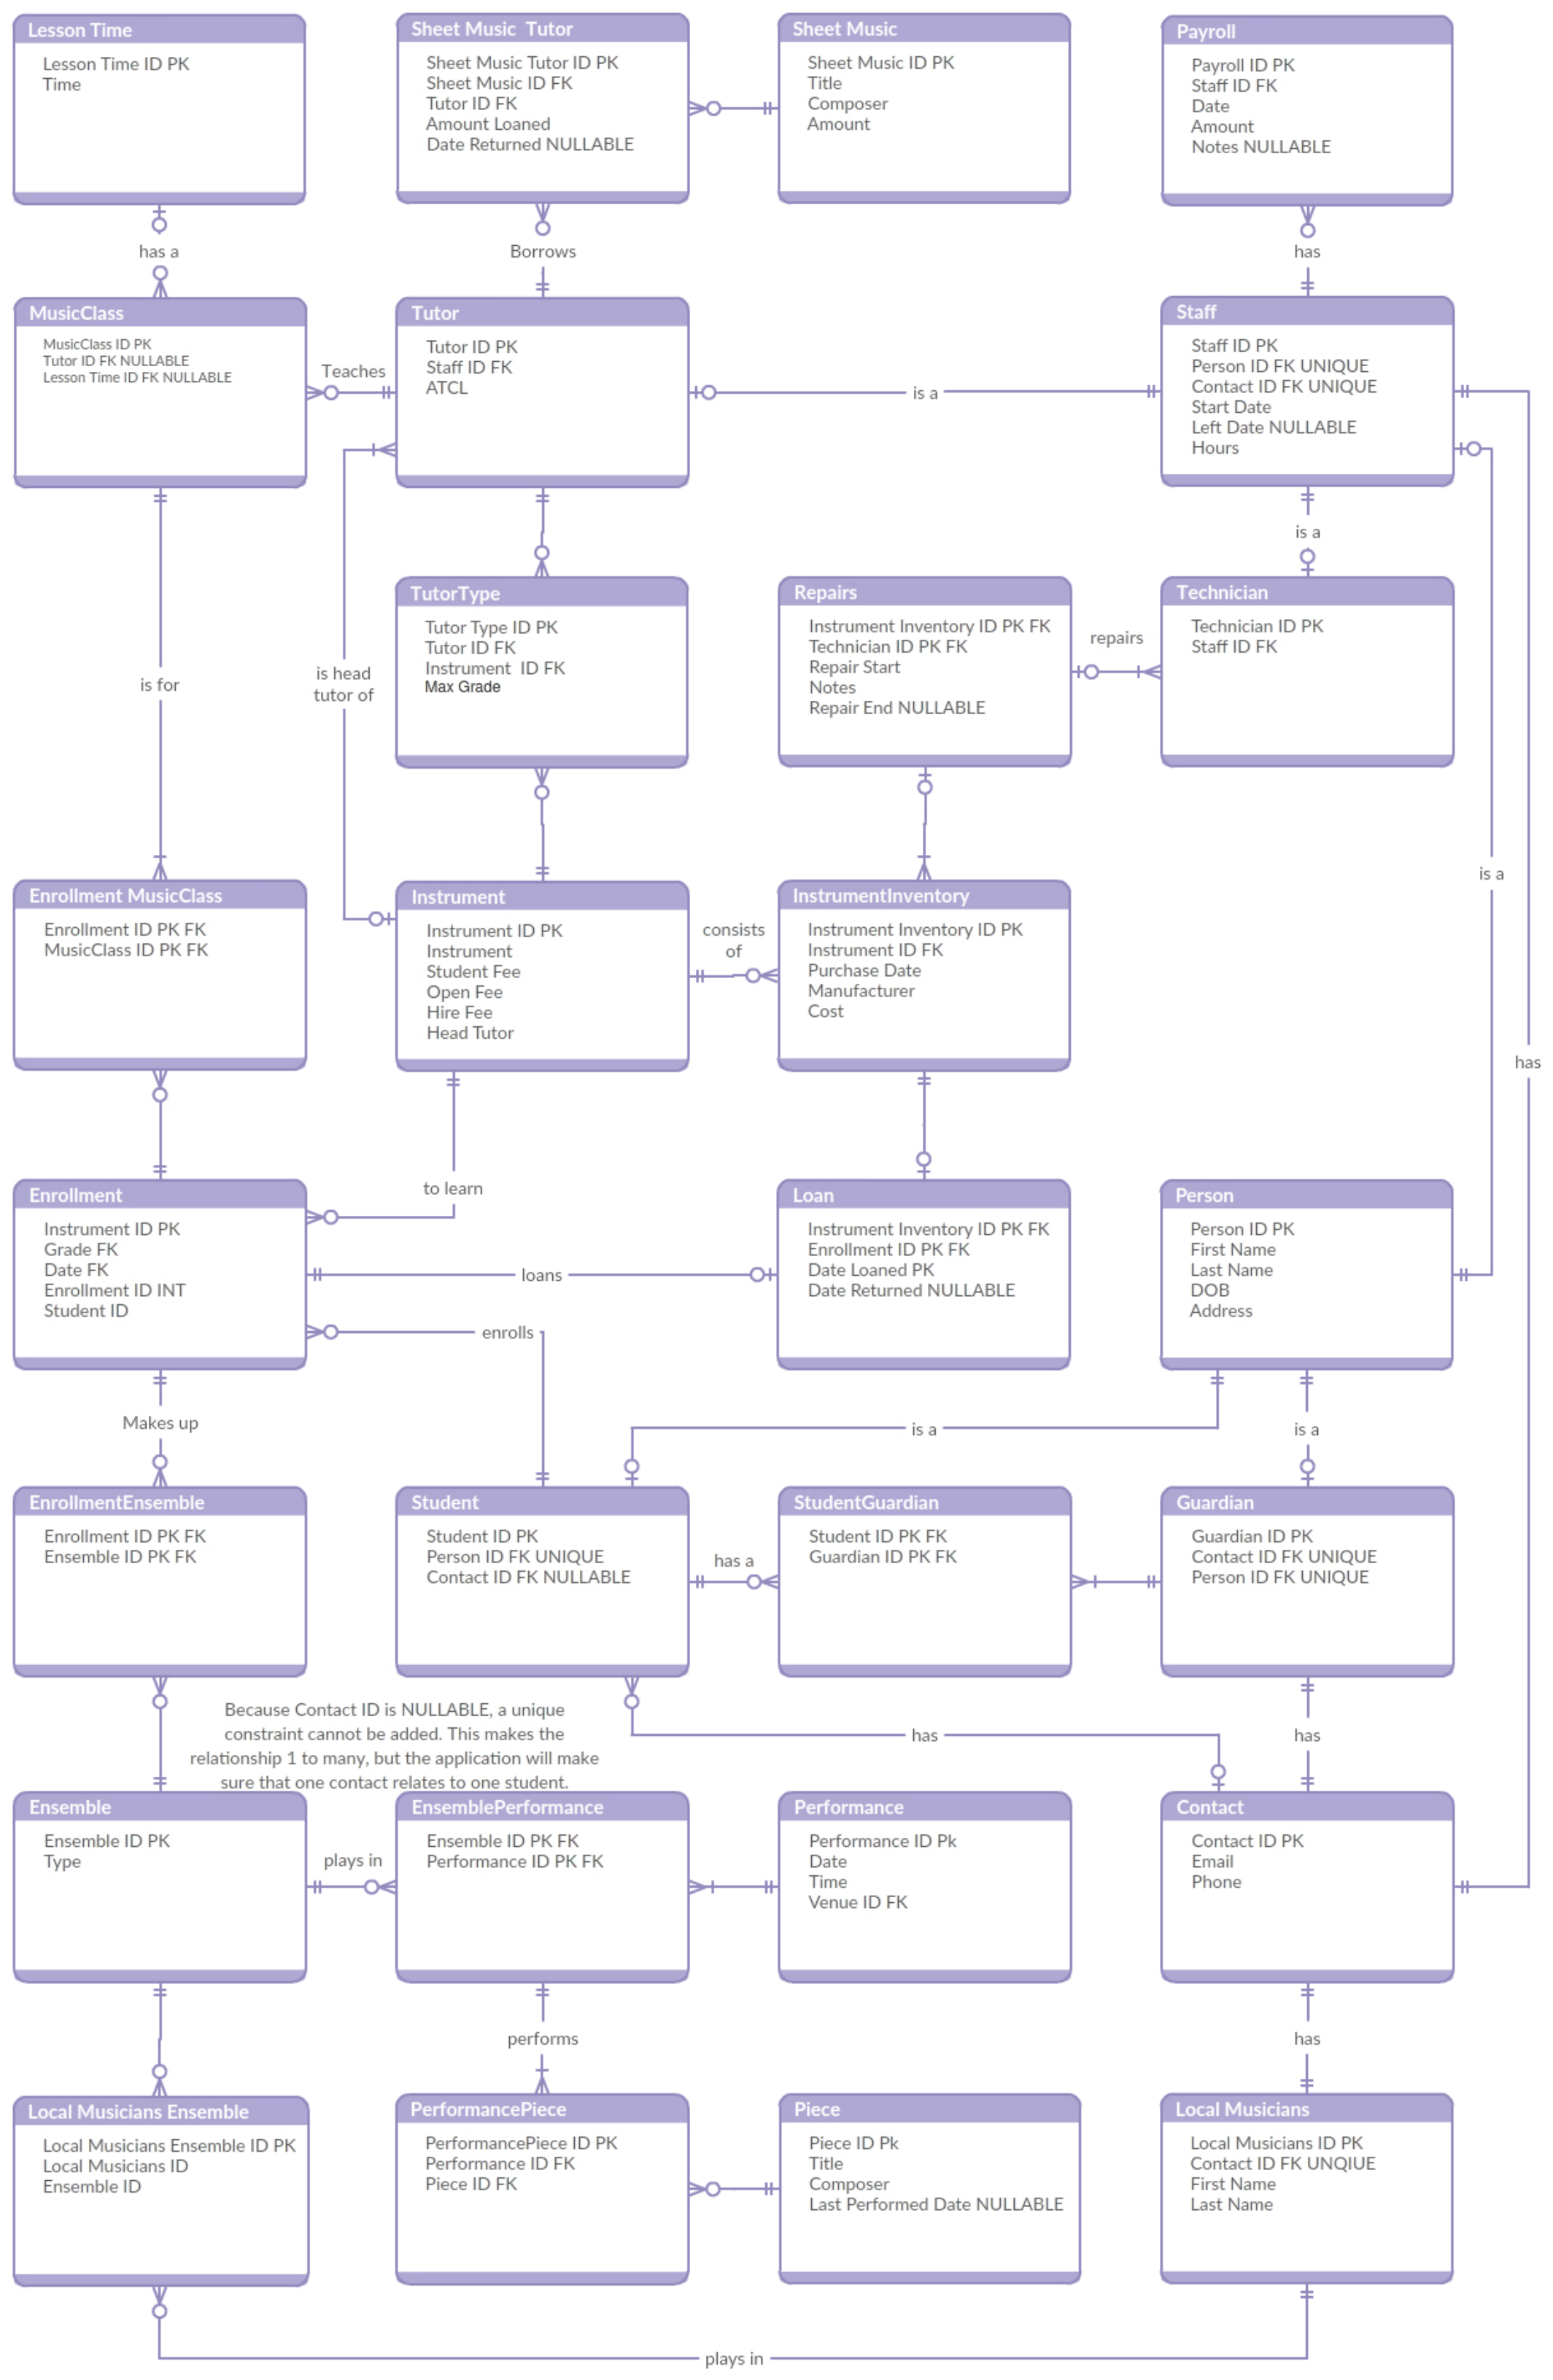 Lesson Time
Lesson Time ID PK
Time
Sheet Music  Tutor
Sheet Music Tutor ID PK
Sheet Music ID FK
Tutor ID FK
Amount Loaned
Date Returned NULLABLE
Sheet Music
Sheet Music ID PK
Title
Composer
Amount
Payroll
Payroll ID PK
Staff ID FK
Date
Amount
Notes NULLABLE
has a
Borrows
has
MusicClass
MusicClass ID PK
Tutor ID FK NULLABLE
Lesson Time ID FK NULLABLE
Teaches
Tutor
Tutor ID PK
Staff ID FK
ATCL
is a
Staff
Staff ID PK
Person ID FK UNIQUE
Contact ID FK UNIQUE
Start Date
Left Date NULLABLE
Hours
is a
is for
is head
tutor of
TutorType
Tutor Type ID PK
Tutor ID FK
Instrument  ID FK
Max Grade
Repairs
Instrument Inventory ID PK FK
Technician ID PK FK
Repair Start
Notes
Repair End NULLABLE
repairs
Technician
Technician ID PK
Staff ID FK
is a
Enrollment MusicClass
Enrollment ID PK FK
MusicClass ID PK FK
Instrument
Instrument ID PK
Instrument
Student Fee
Open Fee
Hire Fee
Head Tutor
consists
of
InstrumentInventory
Instrument Inventory ID PK
Instrument ID FK
Purchase Date
Manufacturer
Cost
has
to learn
Enrollment
Instrument ID PK
Grade FK
Date FK
Enrollment ID INT
Student ID
loans
enrolls
Loan
Instrument Inventory ID PK FK
Enrollment ID PK FK
Date Loaned PK
Date Returned NULLABLE
Person
Person ID PK
First Name
Last Name
DOB
Address
Makes up
is a
is a
EnrollmentEnsemble
Enrollment ID PK FK
Ensemble ID PK FK
Student
Student ID PK
Person ID FK UNIQUE
Contact ID FK NULLABLE
has a
StudentGuardian
Student ID PK FK
Guardian ID PK FK
Guardian
Guardian ID PK
Contact ID FK UNIQUE
Person ID FK UNIQUE
Because Contact ID is NULLABLE, a unique
constraint cannot be added. This makes the
relationship 1 to many, but the application will make
sure that one contact relates to one student.
has
has
Ensemble
Ensemble ID PK
Type
plays in
EnsemblePerformance
Ensemble ID PK FK
Performance ID PK FK
Performance
Performance ID Pk
Date
Time
Venue ID FK
Contact
Contact ID PK
Email
Phone
performs
has
Local Musicians Ensemble
Local Musicians Ensemble ID PK
Local Musicians ID
Ensemble ID
PerformancePiece
PerformancePiece ID PK
Performance ID FK
Piece ID FK
Piece
Piece ID Pk
Title
Composer
Last Performed Date NULLABLE
Local Musicians
Local Musicians ID PK
Contact ID FK UNQIUE
First Name
Last Name
plays in